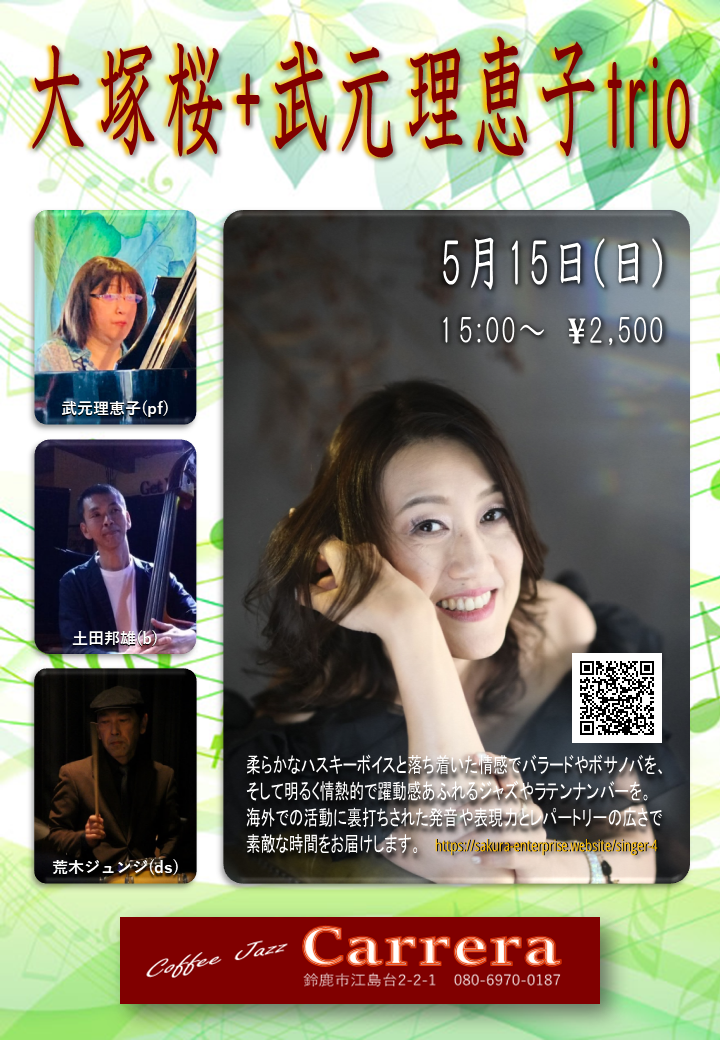 大塚桜+武元理恵子trio
5月15日(日)
15:00～ ¥2,500
武元理恵子(pf)
土田邦雄(b)
荒木ジュンジ(ds)
柔らかなハスキーボイスと落ち着いた情感でバラードやボサノバを、
そして明るく情熱的で躍動感あふれるジャズやラテンナンバーを。
海外での活動に裏打ちされた発音や表現力とレパートリーの広さで
素敵な時間をお届けします。 https://sakura-enterprise.website/singer-4
Coffee Jazz Carrera
鈴鹿市江島台2-2-1 080-6970-0187